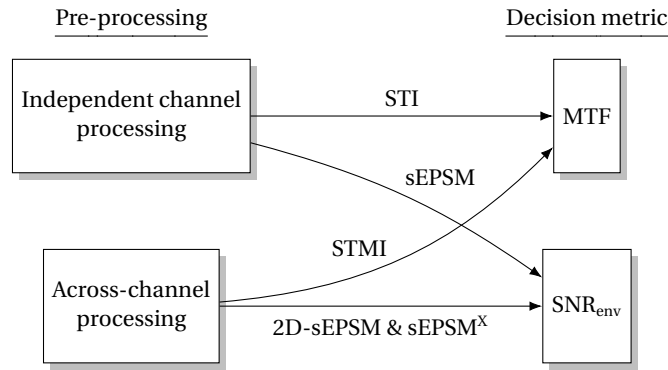 Pre-processing
Decision metric
Independent channel
processing
STI
MTF
sEPSM
STMI
Across-channel
processing
SNR_env
2D-sEPSM & sEPSM^X